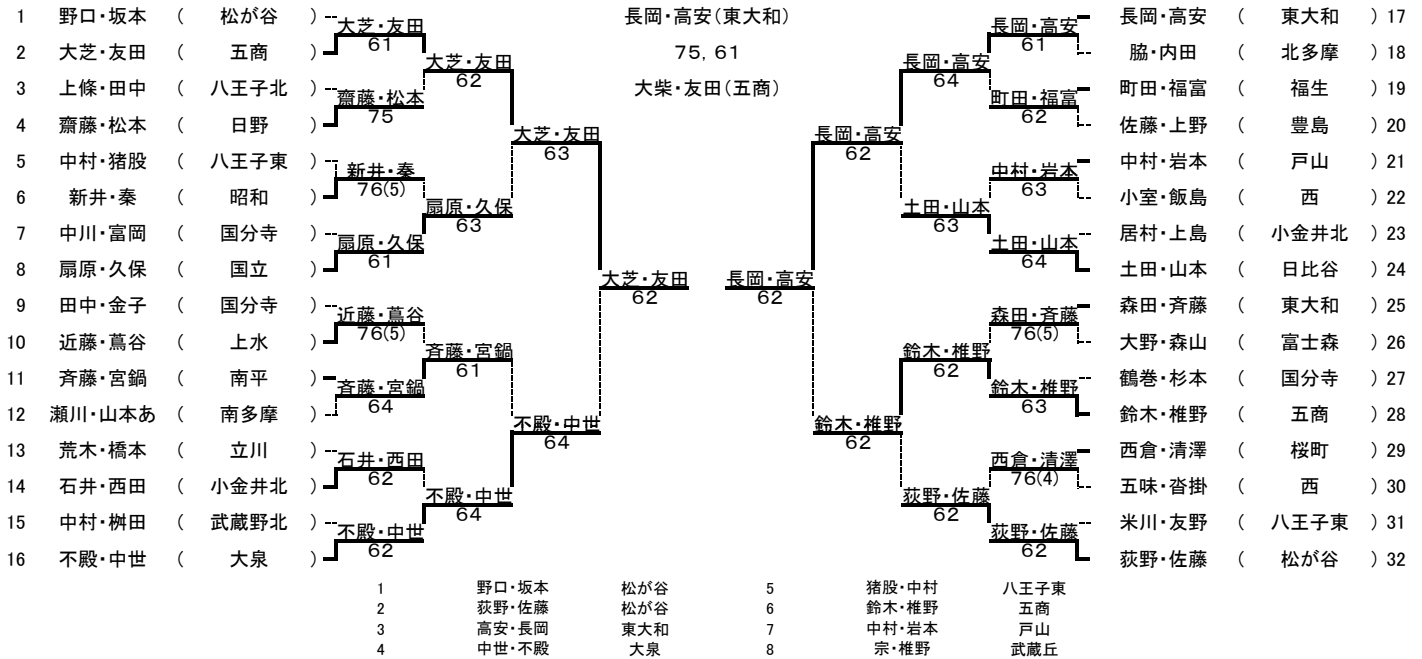 長岡・高安(東大和)
75, 61
大柴・友田(五商)
1 野口・坂本 ( 松が谷 )
2 大芝・友田 ( 五商 )
3 上條・田中 ( 八王子北 )
4 齋藤・松本 ( 日野 )
5 中村・猪股 ( 八王子東 )
6 新井・秦 ( 昭和 )
7 中川・富岡 ( 国分寺 )
8 扇原・久保 ( 国立 )
9 田中・金子 ( 国分寺 )
10 近藤・蔦谷 ( 上水 )
11 斉藤・宮鍋 ( 南平 )
12 瀬川・山本あ ( 南多摩 )
13 荒木・橋本 ( 立川 )
14 石井・西田 ( 小金井北 )
15 中村・桝田 ( 武蔵野北 )
16 不殿・中世 ( 大泉 )
大芝・友田
61
齋藤・松本
75
新井・秦
76(5)
扇原・久保
61
近藤・蔦谷
76(5)
斉藤・宮鍋
64
石井・西田
62
不殿・中世
62
大芝・友田
62
扇原・久保
63
斉藤・宮鍋
61
不殿・中世
64
大芝・友田
63
不殿・中世
64
大芝・友田
62
長岡・高安
62
長岡・高安
62
鈴木・椎野
62
長岡・高安
64
土田・山本
63
鈴木・椎野
62
荻野・佐藤
62
長岡・高安
61
町田・福富
62
中村・岩本
63
土田・山本
64
森田・斉藤
76(5)
鈴木・椎野
63
西倉・清澤
76(4)
荻野・佐藤
62
長岡・高安 ( 東大和 ) 17
脇・内田 ( 北多摩 ) 18
町田・福富 ( 福生 ) 19
佐藤・上野 ( 豊島 ) 20
中村・岩本 ( 戸山 ) 21
小室・飯島 ( 西 ) 22
居村・上島 ( 小金井北 ) 23
土田・山本 ( 日比谷 ) 24
森田・斉藤 ( 東大和 ) 25
大野・森山 ( 富士森 ) 26
鶴巻・杉本 ( 国分寺 ) 27
鈴木・椎野 ( 五商 ) 28
西倉・清澤 ( 桜町 ) 29
五味・沓掛 ( 西 ) 30
米川・友野 ( 八王子東 ) 31
荻野・佐藤 ( 松が谷 ) 32
1 野口・坂本 松が谷 5 猪股・中村 八王子東
2 荻野・佐藤 松が谷 6 鈴木・椎野 五商
3 高安・長岡 東大和 7 中村・岩本 戸山
4 中世・不殿 大泉 8 宗・椎野 武蔵丘